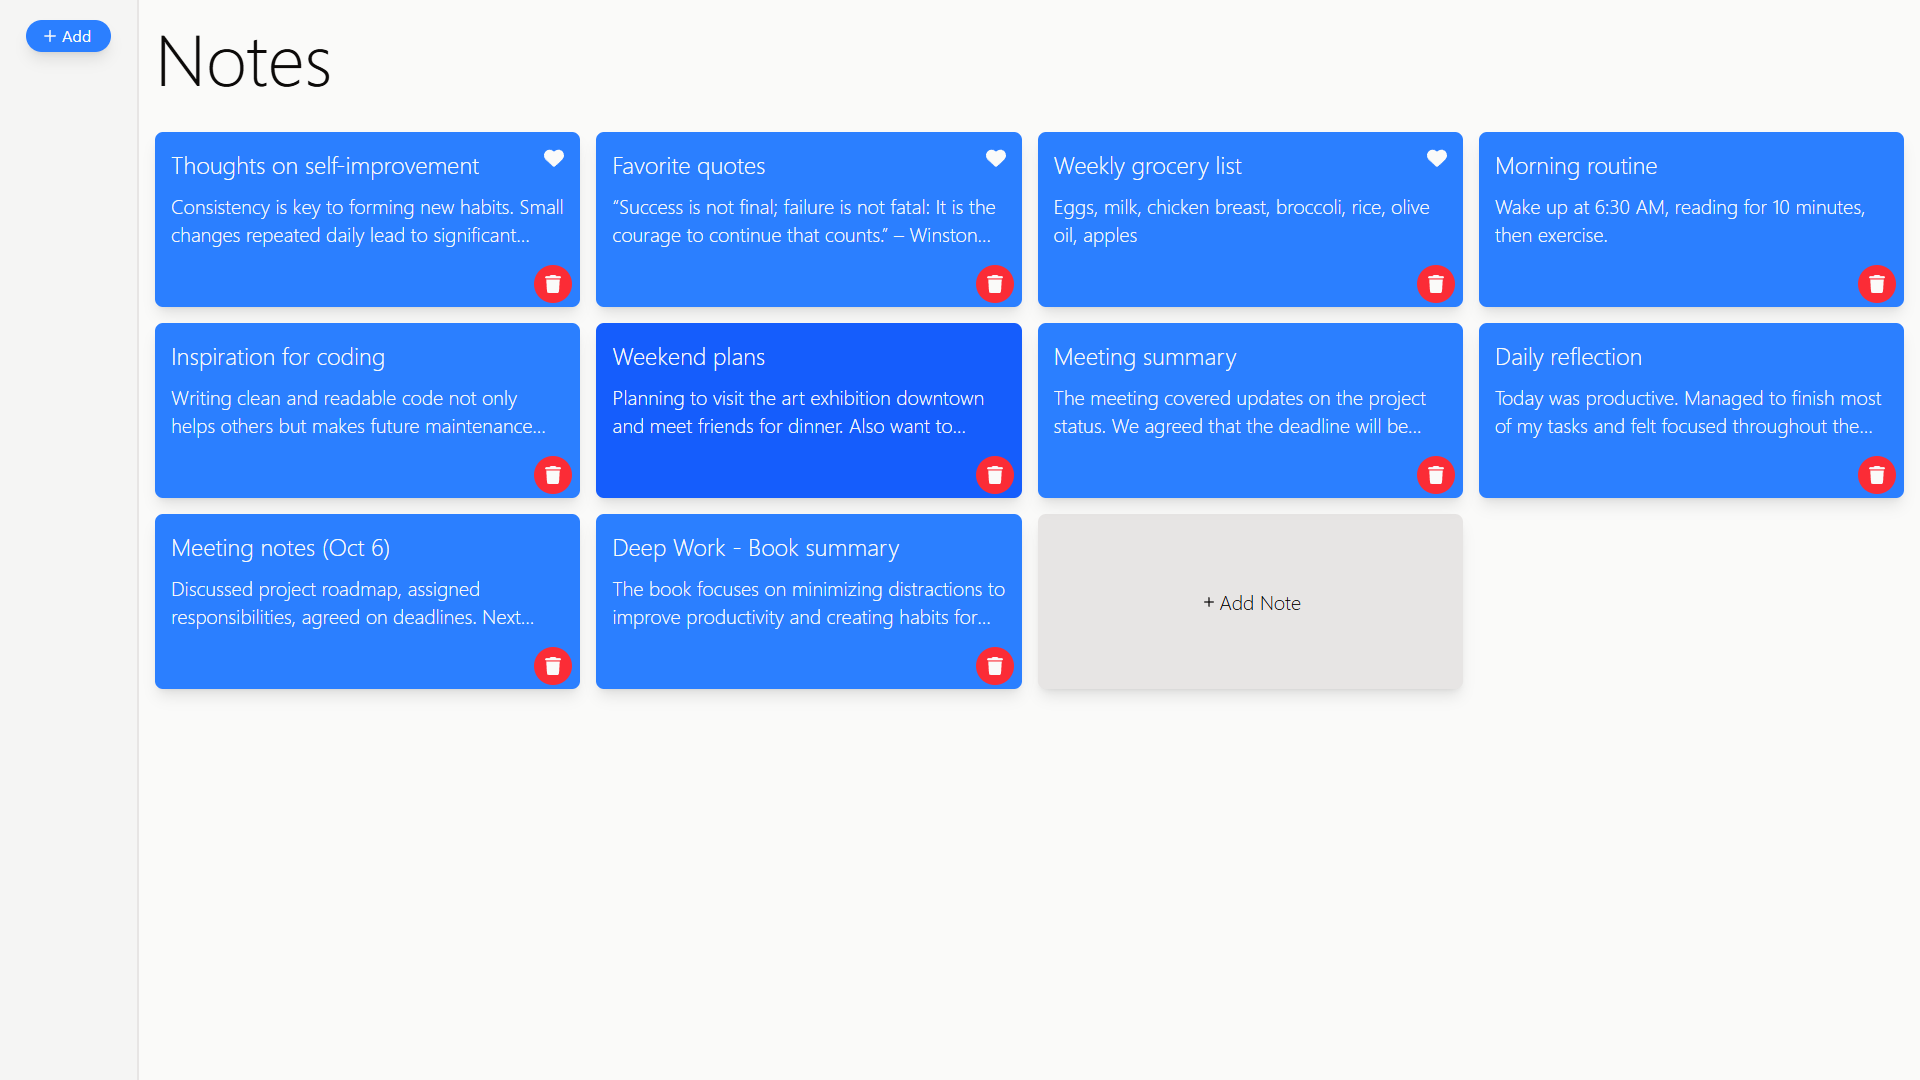 + Add
Notes
Thoughts on self-improvement
Consistency is key to forming new habits. Small
changes repeated daily lead to significant...
Favorite quotes
“Success is not final; failure is not fatal: It is the
courage to continue that counts.” – Winston...
Weekly grocery list
Eggs, milk, chicken breast, broccoli, rice, olive
oil, apples
Morning routine
Wake up at 6:30 AM, reading for 10 minutes,
then exercise.
Inspiration for coding
Writing clean and readable code not only
helps others but makes future maintenance...
Weekend plans
Planning to visit the art exhibition downtown
and meet friends for dinner. Also want to...
Meeting summary
The meeting covered updates on the project
status. We agreed that the deadline will be...
Daily reflection
Today was productive. Managed to finish most
of my tasks and felt focused throughout the...
Meeting notes (Oct 6)
Discussed project roadmap, assigned
responsibilities, agreed on deadlines. Next...
Deep Work - Book summary
The book focuses on minimizing distractions to
improve productivity and creating habits for...
+ Add Note